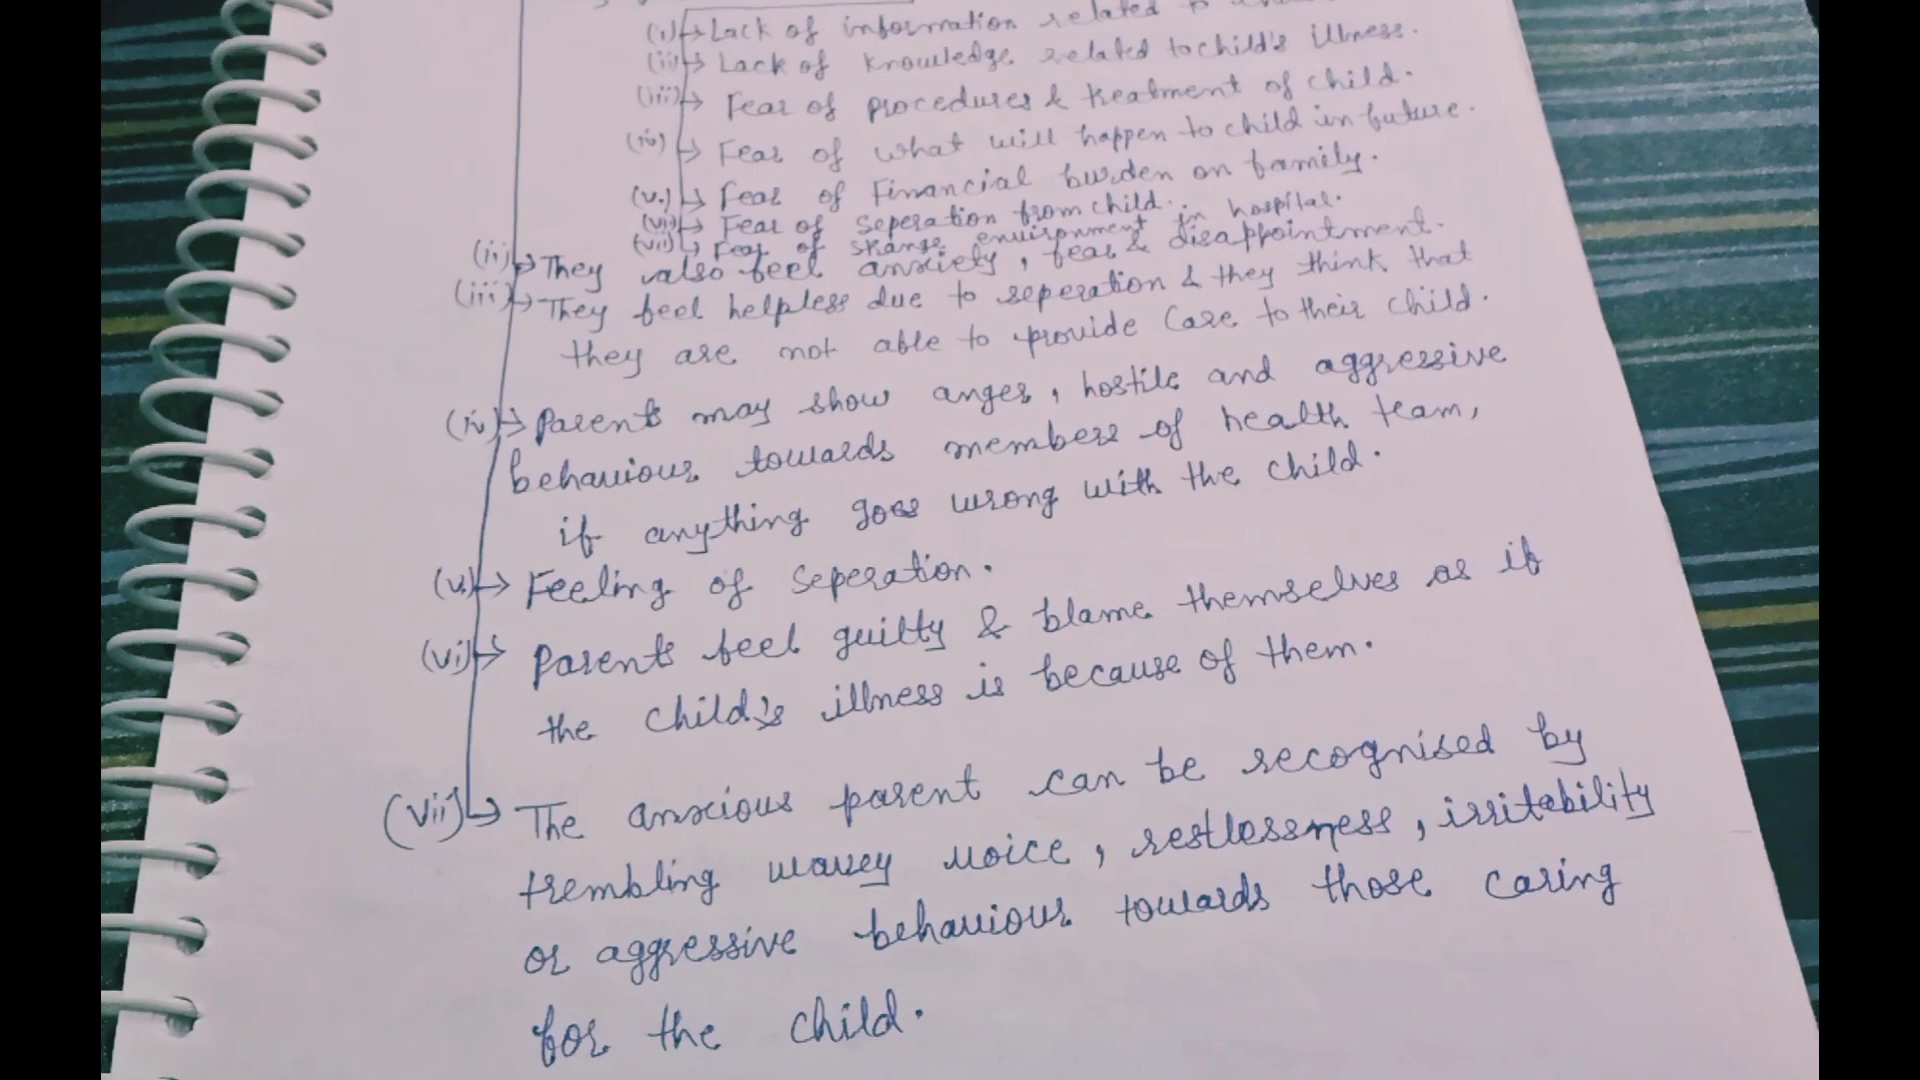 (i) → Lack of information related to
(ii) → Lack of knowledge related to child's illness.
(iii) → Fear of procedures & treatment of child.
(iv) → Fear of what will happen to child in future.
(v.) → Fear of Financial burden on family.
(vi) → Fear of seperation from child.
(vii) → Fear of strange environment in hospital.
(ii) → They also feel anxiety, fear & disappointment.
(iii) → They feel helpless due to seperation & they think that
they are not able to provide care to their child.
(iv) → Parents may show anger, hostile and aggressive
behaviour towards members of health team,
if anything goes wrong with the child.
(v.) → Feeling of seperation.
(vi) → Parents feel guilty & blame themselves as if
the child's illness is because of them.
(vii) → The anxious parent can be recognised by
trembling wavey voice, restlessness, irritability
or aggressive behaviour towards those caring
for the child.